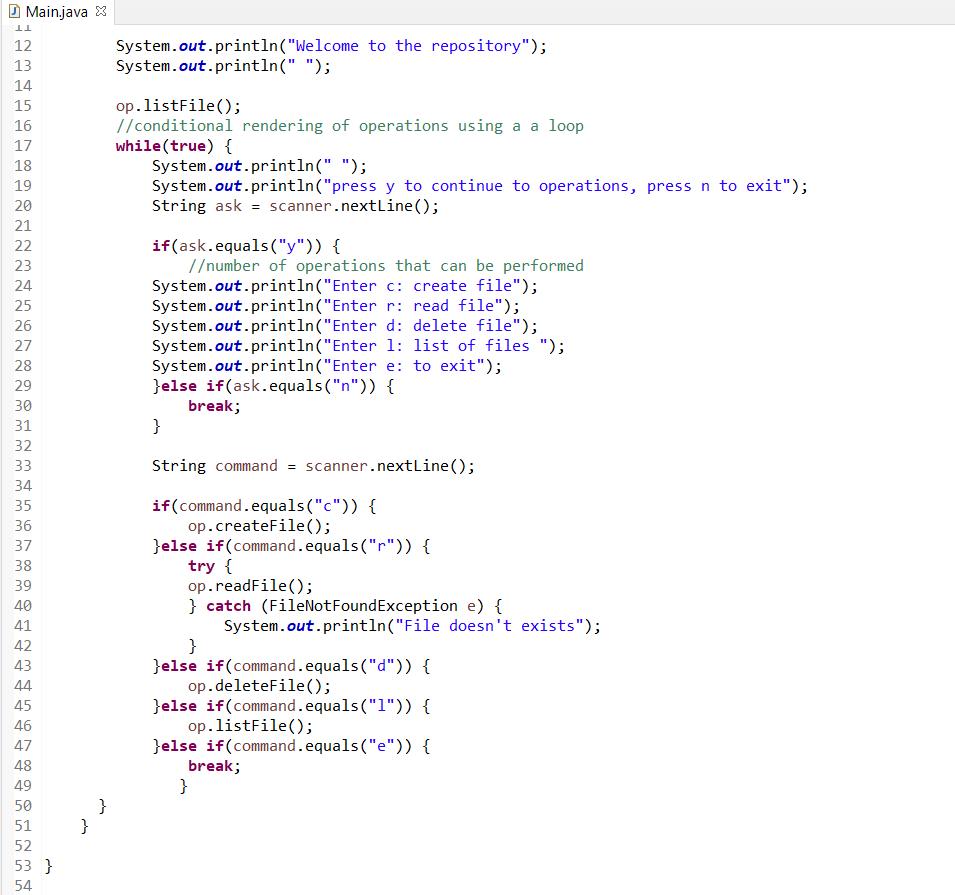 Main.java
11
12 System.out.println("Welcome to the repository");
13 System.out.println(" ");
14
15 op.listFile();
16 //conditional rendering of operations using a a loop
17 while(true) {
18 System.out.println(" ");
19 System.out.println("press y to continue to operations, press n to exit");
20 String ask = scanner.nextLine();
21
22 if(ask.equals("y")) {
23 //number of operations that can be performed
24 System.out.println("Enter c: create file");
25 System.out.println("Enter r: read file");
26 System.out.println("Enter d: delete file");
27 System.out.println("Enter l: list of files ");
28 System.out.println("Enter e: to exit");
29 }else if(ask.equals("n")) {
30 break;
31 }
32
33 String command = scanner.nextLine();
34
35 if(command.equals("c")) {
36 op.createFile();
37 }else if(command.equals("r")) {
38 try {
39 op.readFile();
40 } catch (FileNotFoundException e) {
41 System.out.println("File doesn't exists");
42 }
43 }else if(command.equals("d")) {
44 op.deleteFile();
45 }else if(command.equals("l")) {
46 op.listFile();
47 }else if(command.equals("e")) {
48 break;
49 }
50 }
51 }
52
53 }
54